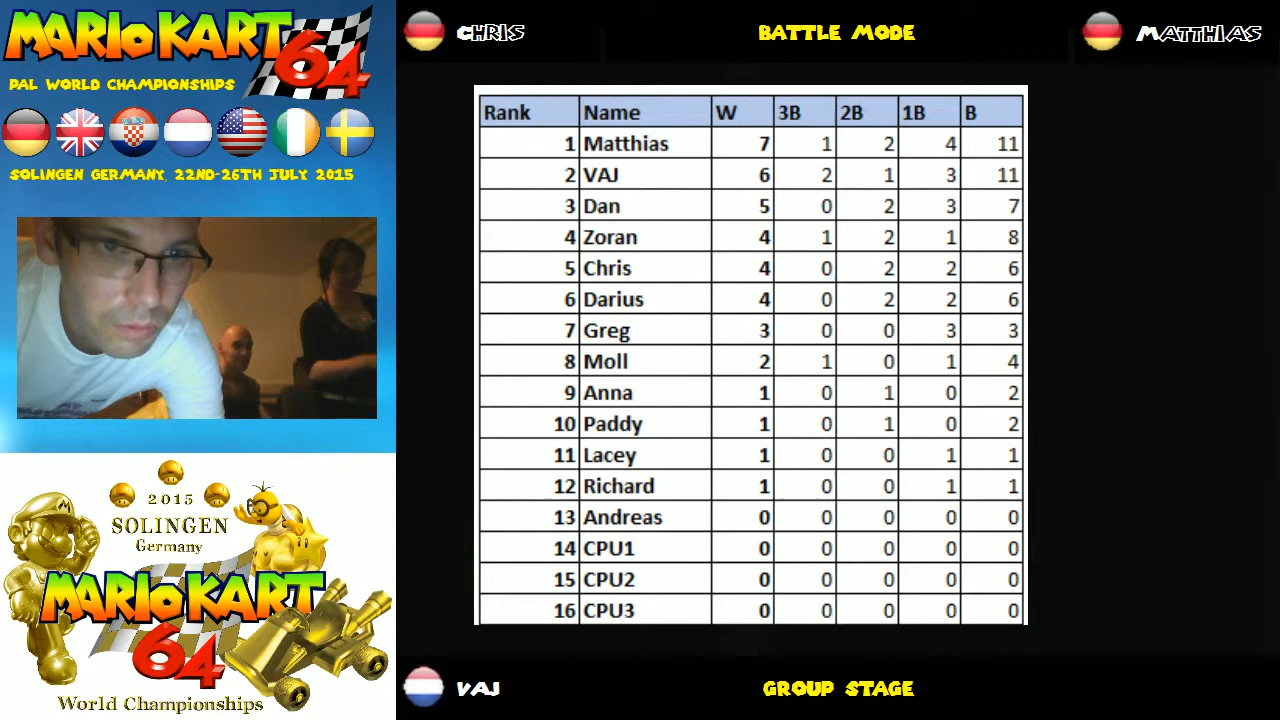 MARIO KART
64
PAL WORLD CHAMPIONSHIPS
SOLINGEN GERMANY, 22ND-26TH JULY 2015
CHRIS
BATTLE MODE
MATTHIAS
Rank Name W 3B 2B 1B B
1 Matthias 7 1 2 4 11
2 VAJ 6 2 1 3 11
3 Dan 5 0 2 3 7
4 Zoran 4 1 2 1 8
5 Chris 4 0 2 2 6
6 Darius 4 0 2 2 6
7 Greg 3 0 0 3 3
8 Moll 2 1 0 1 4
9 Anna 1 0 1 0 2
10 Paddy 1 0 1 0 2
11 Lacey 1 0 0 1 1
12 Richard 1 0 0 1 1
13 Andreas 0 0 0 0 0
14 CPU1 0 0 0 0 0
15 CPU2 0 0 0 0 0
16 CPU3 0 0 0 0 0
2015
SOLINGEN
Germany
MARIO KART
64
World Championships
VAJ
GROUP STAGE